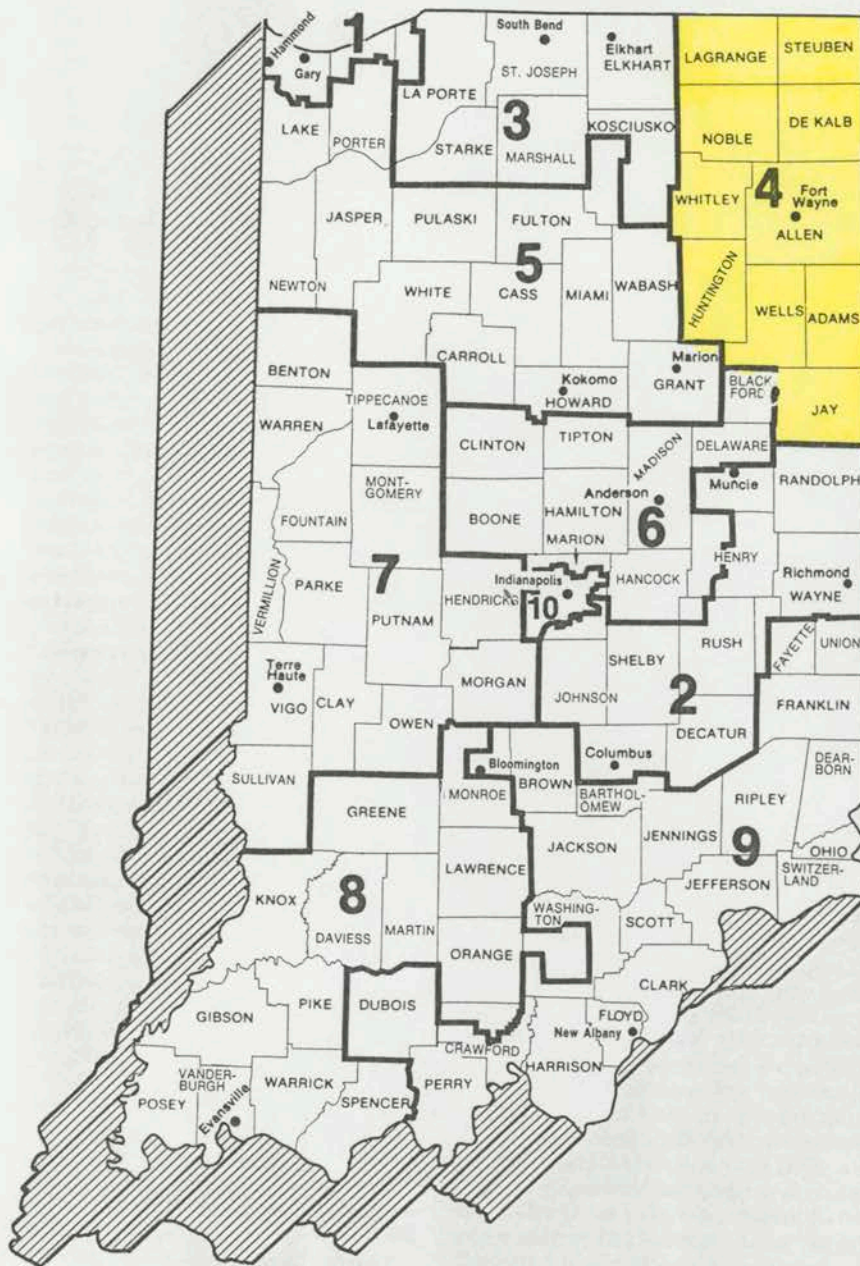 1
Hammond
Gary
LAKE
PORTER
LA PORTE
South Bend
ST. JOSEPH
Elkhart
ELKHART
3
STARKE
MARSHALL
KOSCIUSKO
LAGRANGE
STEUBEN
NOBLE
DE KALB
4
WHITLEY
Fort
Wayne
ALLEN
HUNTINGTON
WELLS
ADAMS
JAY
JASPER
PULASKI
FULTON
5
NEWTON
WHITE
CASS
MIAMI
WABASH
CARROLL
Kokomo
HOWARD
Marion
GRANT
BLACK
FORD
BENTON
TIPPECANOE
Lafayette
WARREN
CLINTON
TIPTON
MADISON
DELAWARE
Muncie
RANDOLPH
MONT-
GOMERY
BOONE
HAMILTON
Anderson
6
FOUNTAIN
MARION
HENRY
VERMILLION
PARKE
7
PUTNAM
HENDRICKS
Indianapolis
10
HANCOCK
Richmond
WAYNE
FAYETTE
UNION
Terre
Haute
VIGO
CLAY
OWEN
MORGAN
JOHNSON
SHELBY
RUSH
2
DECATUR
FRANKLIN
SULLIVAN
GREENE
Bloomington
MONROE
BROWN
Columbus
BARTHOL-
OMEW
RIPLEY
DEAR-
BORN
9
OHIO
SWITZER-
LAND
KNOX
8
DAVIESS
MARTIN
LAWRENCE
JACKSON
JENNINGS
JEFFERSON
ORANGE
WASHING-
TON
SCOTT
CLARK
GIBSON
PIKE
DUBOIS
CRAWFORD
FLOYD
New Albany
HARRISON
POSEY
VANDER-
BURGH
Evansville
WARRICK
SPENCER
PERRY